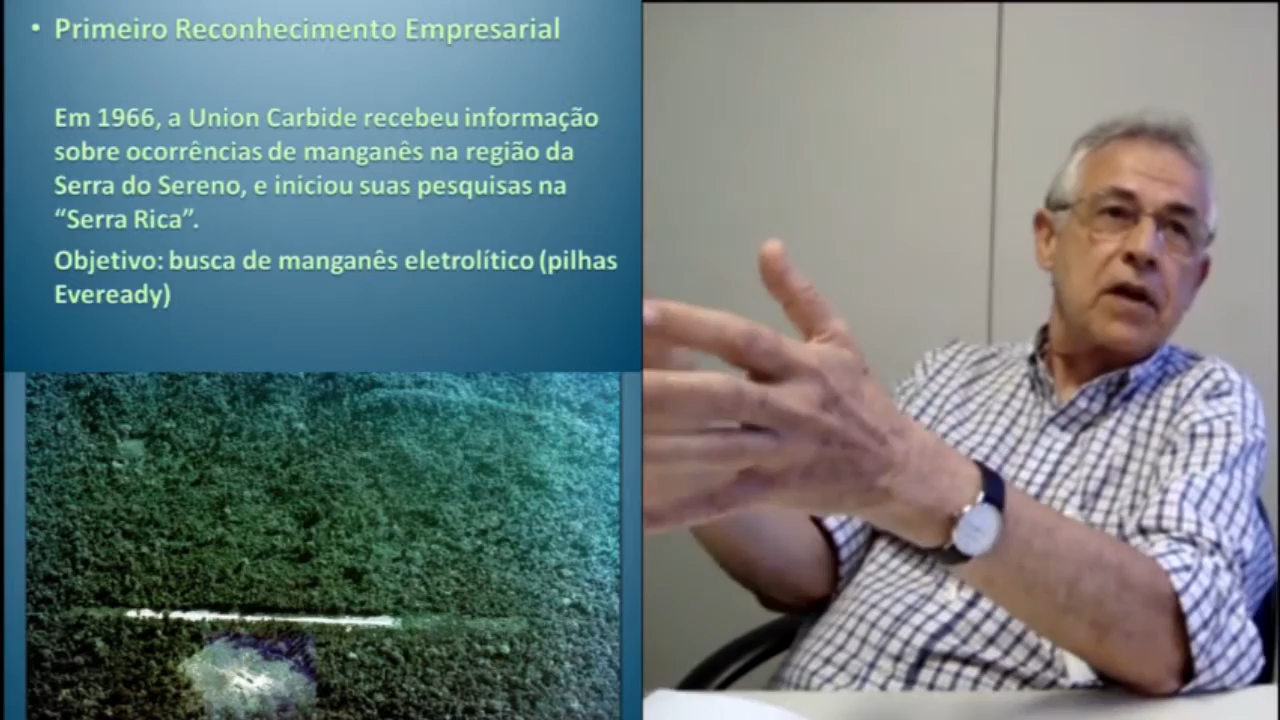 • Primeiro Reconhecimento Empresarial
Em 1966, a Union Carbide recebeu informação
sobre ocorrências de manganês na região da
Serra do Sereno, e iniciou suas pesquisas na
“Serra Rica”.
Objetivo: busca de manganês eletrolítico (pilhas
Eveready)